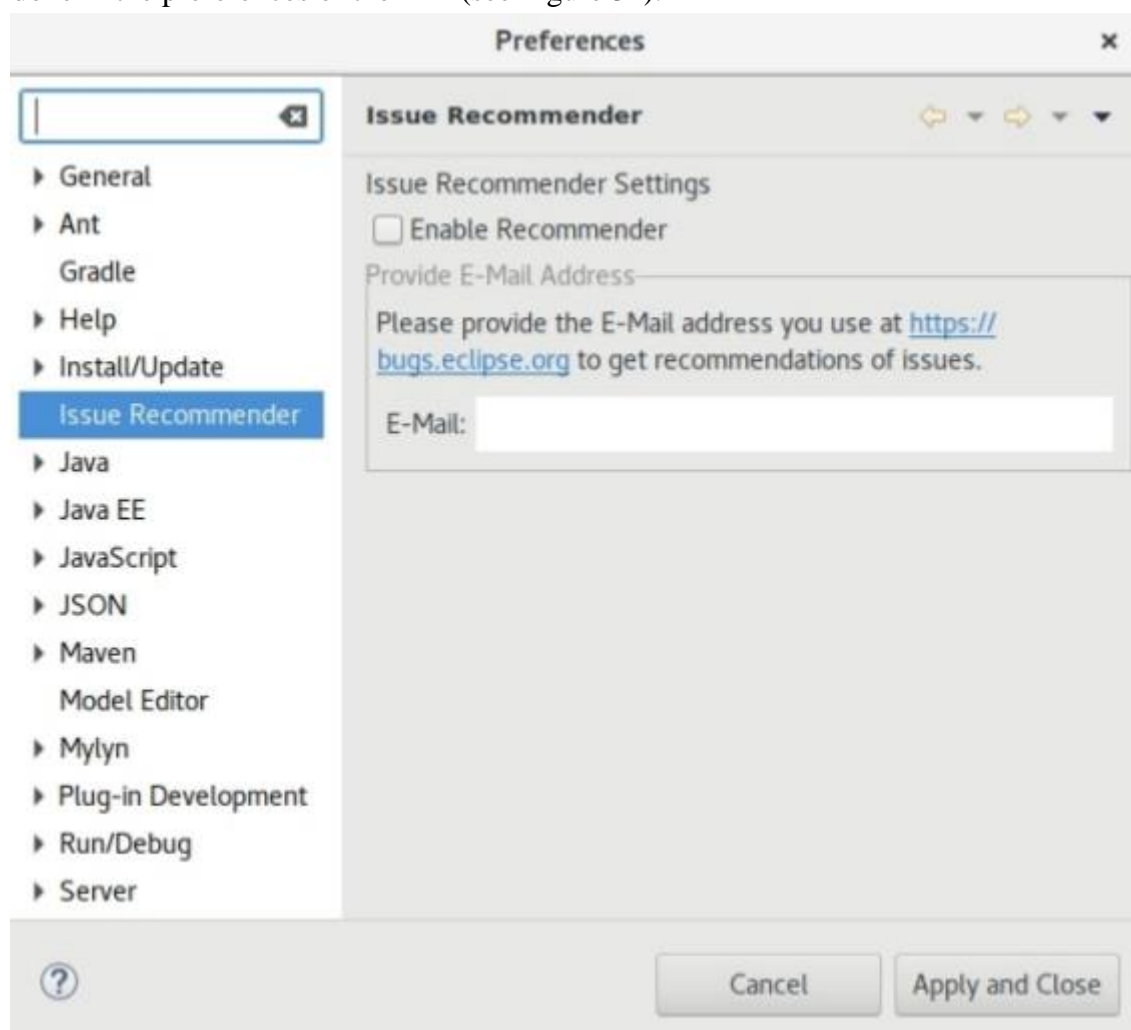 Preferences
Issue Recommender
General
Ant
Gradle
Help
Install/Update
Issue Recommender
Java
Java EE
JavaScript
JSON
Maven
Model Editor
Mylyn
Plug-in Development
Run/Debug
Server
Issue Recommender Settings
Enable Recommender
Provide E-Mail Address
Please provide the E-Mail address you use at https://
bugs.eclipse.org to get recommendations of issues.
E-Mail:
Cancel
Apply and Close